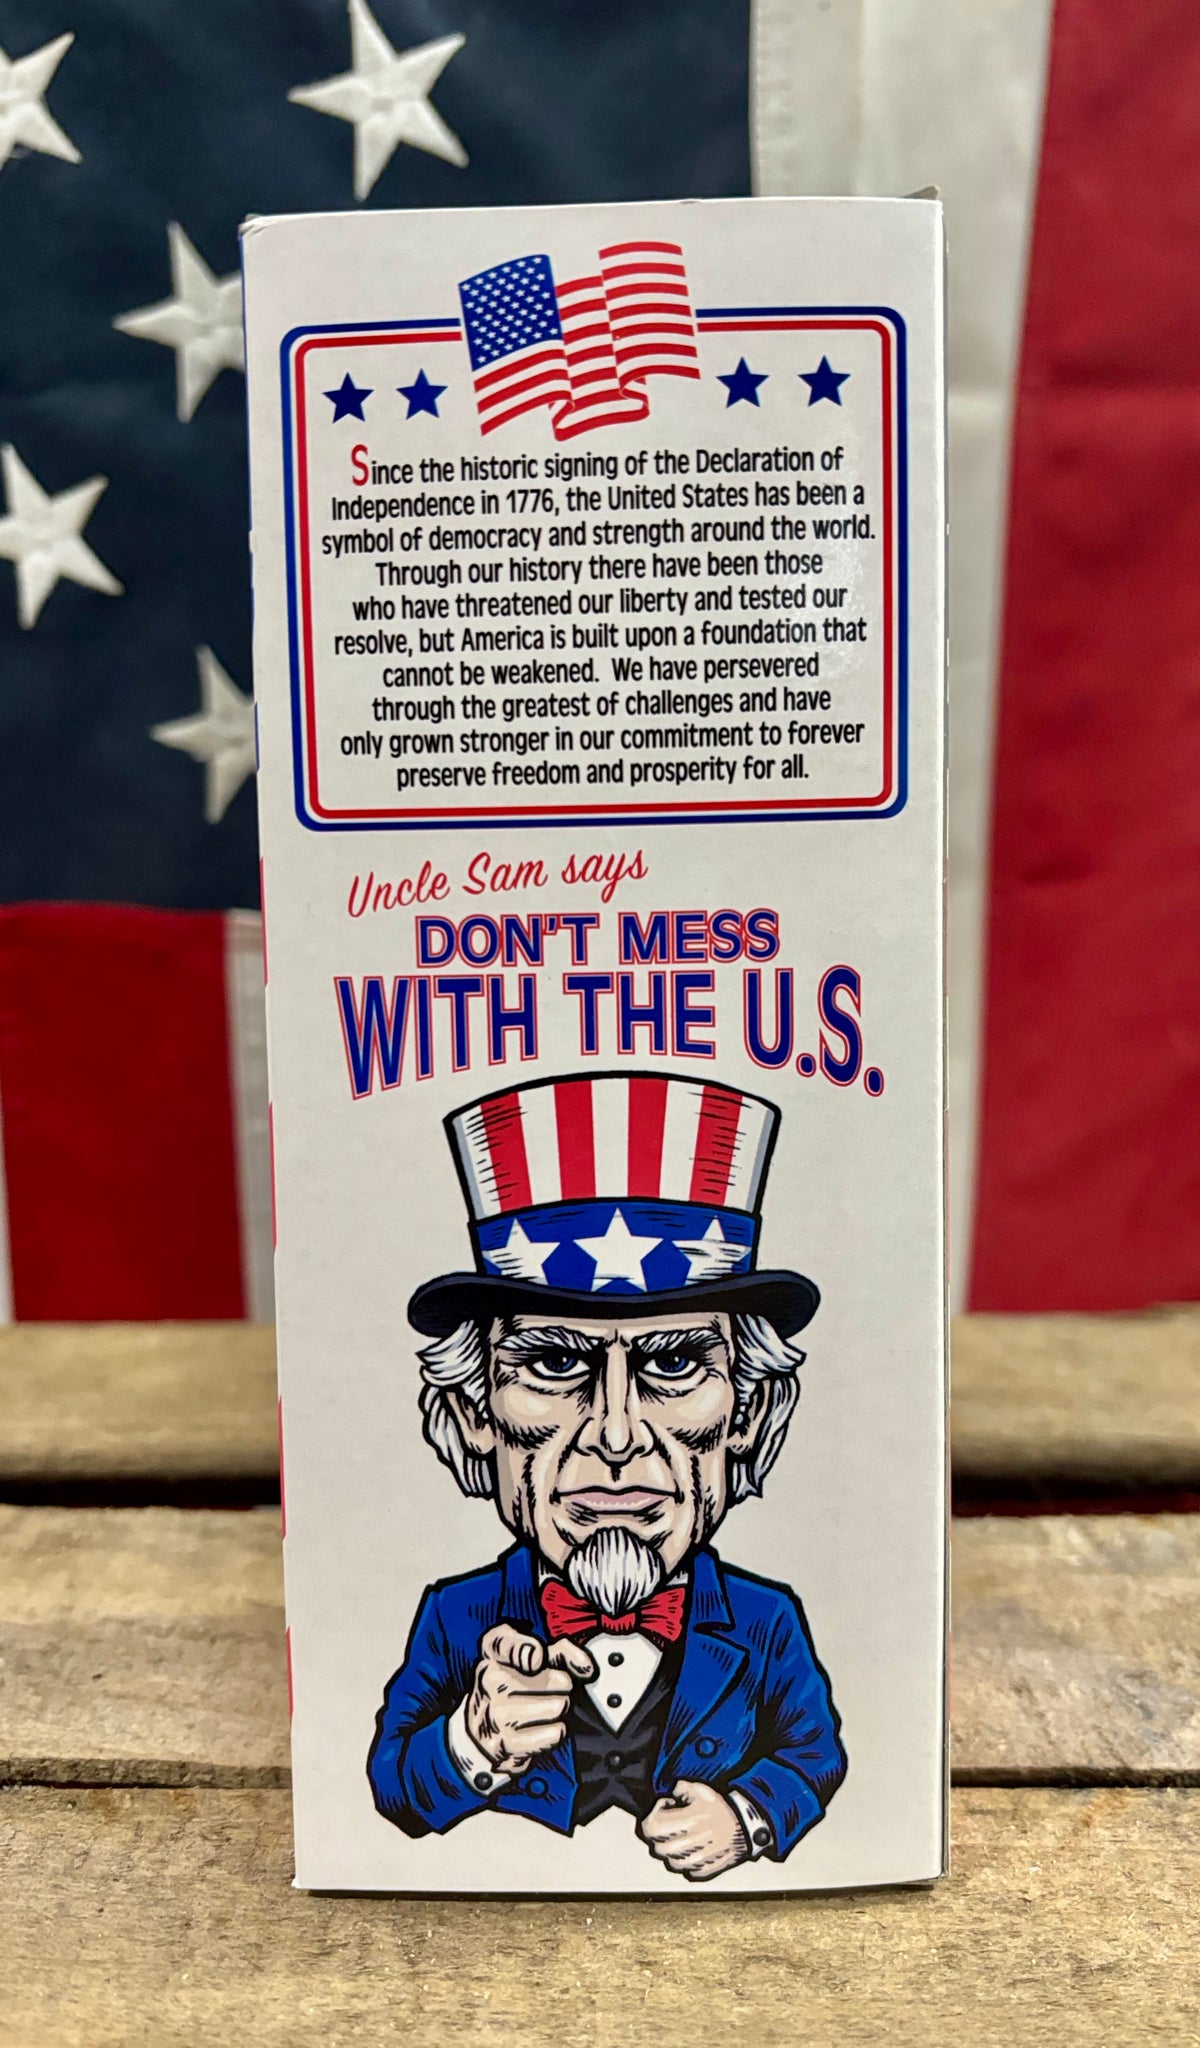 Since the historic signing of the Declaration of
Independence in 1776, the United States has been a
symbol of democracy and strength around the world.
Through our history there have been those
who have threatened our liberty and tested our
resolve, but America is built upon a foundation that
cannot be weakened. We have persevered
through the greatest of challenges and have
only grown stronger in our commitment to forever
preserve freedom and prosperity for all.
Uncle Sam says
DON'T MESS
WITH THE U.S.